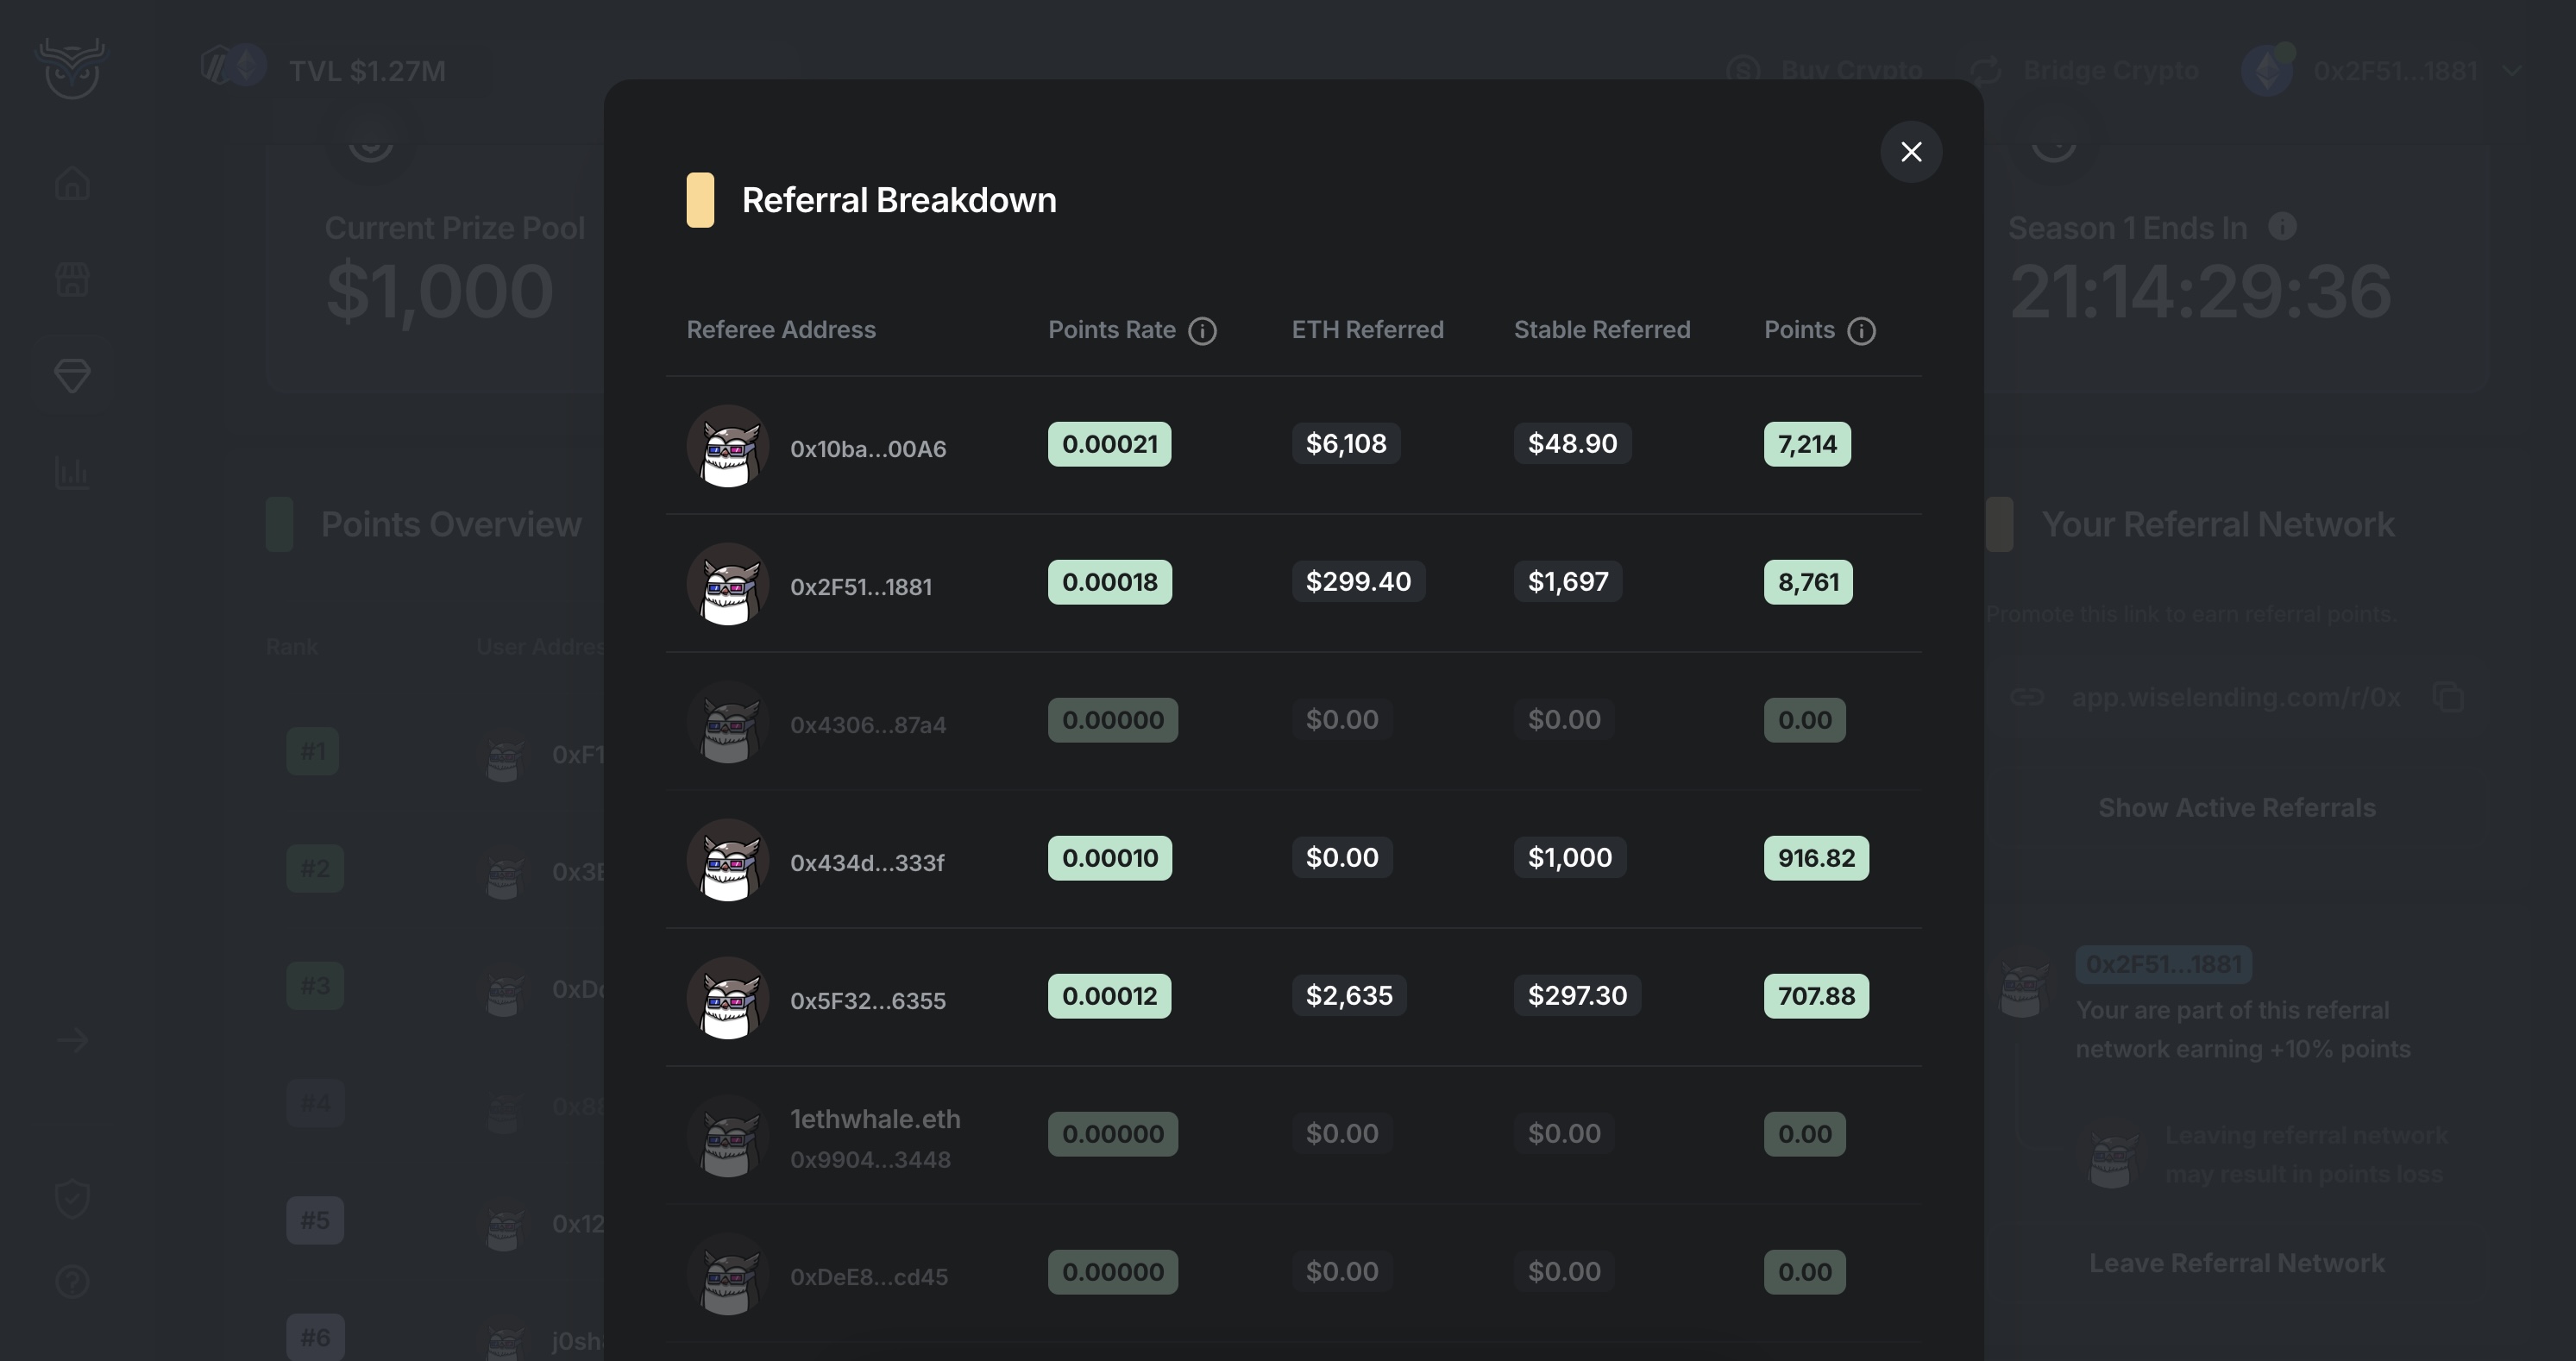 TVL $1.27M
Buy Crypto
Bridge Crypto
0x2F51...1881
Current Prize Pool
$1,000
Season 1 Ends In
21:14:29:36
Points Overview
Rank
User Addres
#1
0xF1
#2
0x3E
#3
#4
#5
0x12
#6
j0sh
Referral Breakdown
Referee Address Points Rate ETH Referred Stable Referred Points
0x10ba...00A6 0.00021 $6,108 $48.90 7,214
0x2F51...1881 0.00018 $299.40 $1,697 8,761
0x4306...87a4 0.00000 $0.00 $0.00 0.00
0x434d...333f 0.00010 $0.00 $1,000 916.82
0x5F32...6355 0.00012 $2,635 $297.30 707.88
1ethwhale.eth
0x9904...3448 0.00000 $0.00 $0.00 0.00
0xDeE8...cd45 0.00000 $0.00 $0.00 0.00
Your Referral Network
Promote this link to earn referral points.
app.wiselending.com/r/0x
Show Active Referrals
0x2F51...1881
Your are part of this referral
network earning +10% points
Leaving referral network
may result in points loss
Leave Referral Network